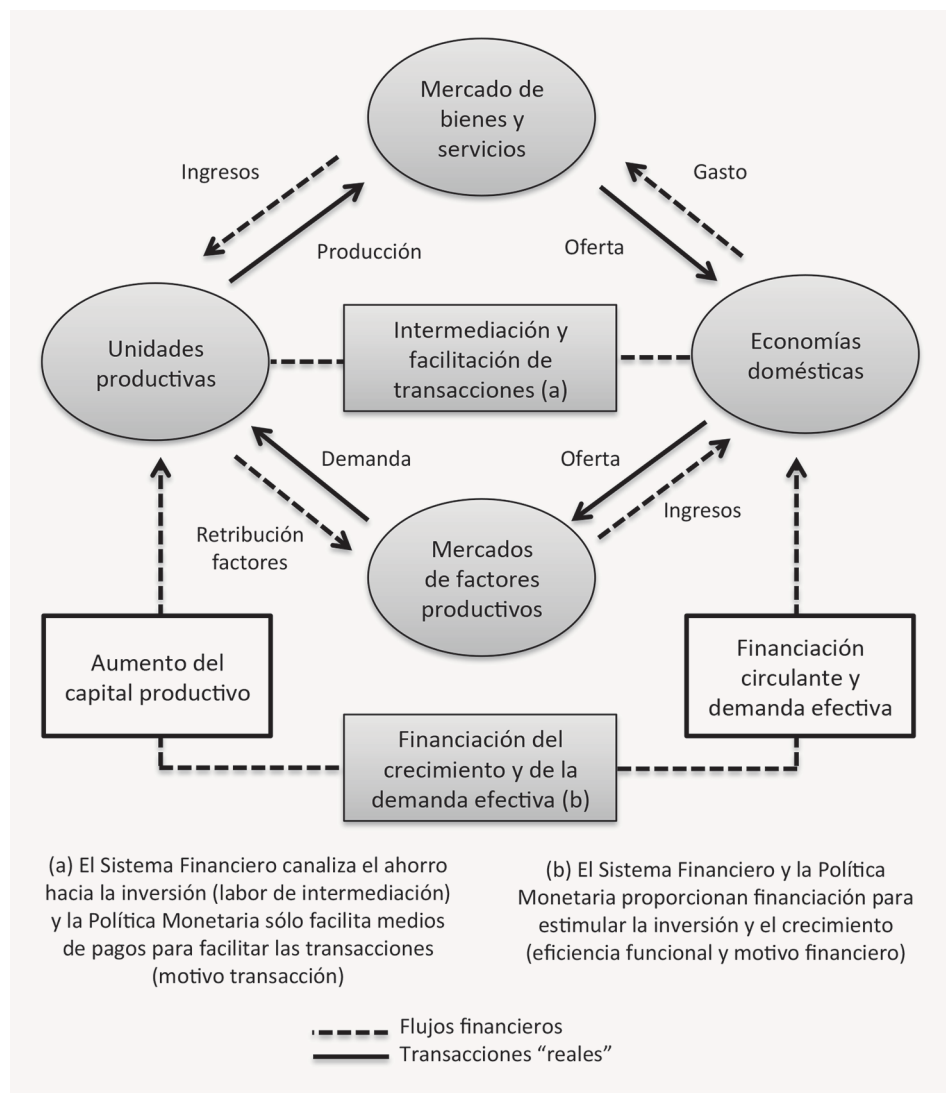 Mercado de
bienes y
servicios
Ingresos
Gasto
Producción
Oferta
Unidades
productivas
Intermediación y
facilitación de
transacciones (a)
Economías
domésticas
Demanda
Oferta
Retribución
factores
Ingresos
Mercados
de factores
productivos
Aumento del
capital productivo
Financiación
circulante y
demanda efectiva
Financiación del
crecimiento y de la
demanda efectiva (b)
(a) El Sistema Financiero canaliza el ahorro
hacia la inversión (labor de intermediación)
y la Política Monetaria sólo facilita medios
de pagos para facilitar las transacciones
(motivo transacción)
(b) El Sistema Financiero y la Política
Monetaria proporcionan financiación para
estimular la inversión y el crecimiento
(eficiencia funcional y motivo financiero)
Flujos financieros
Transacciones “reales”